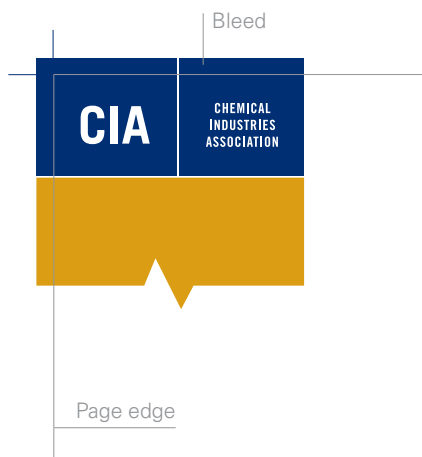 Bleed
CIA
CHEMICAL
INDUSTRIES
ASSOCIATION
Page edge